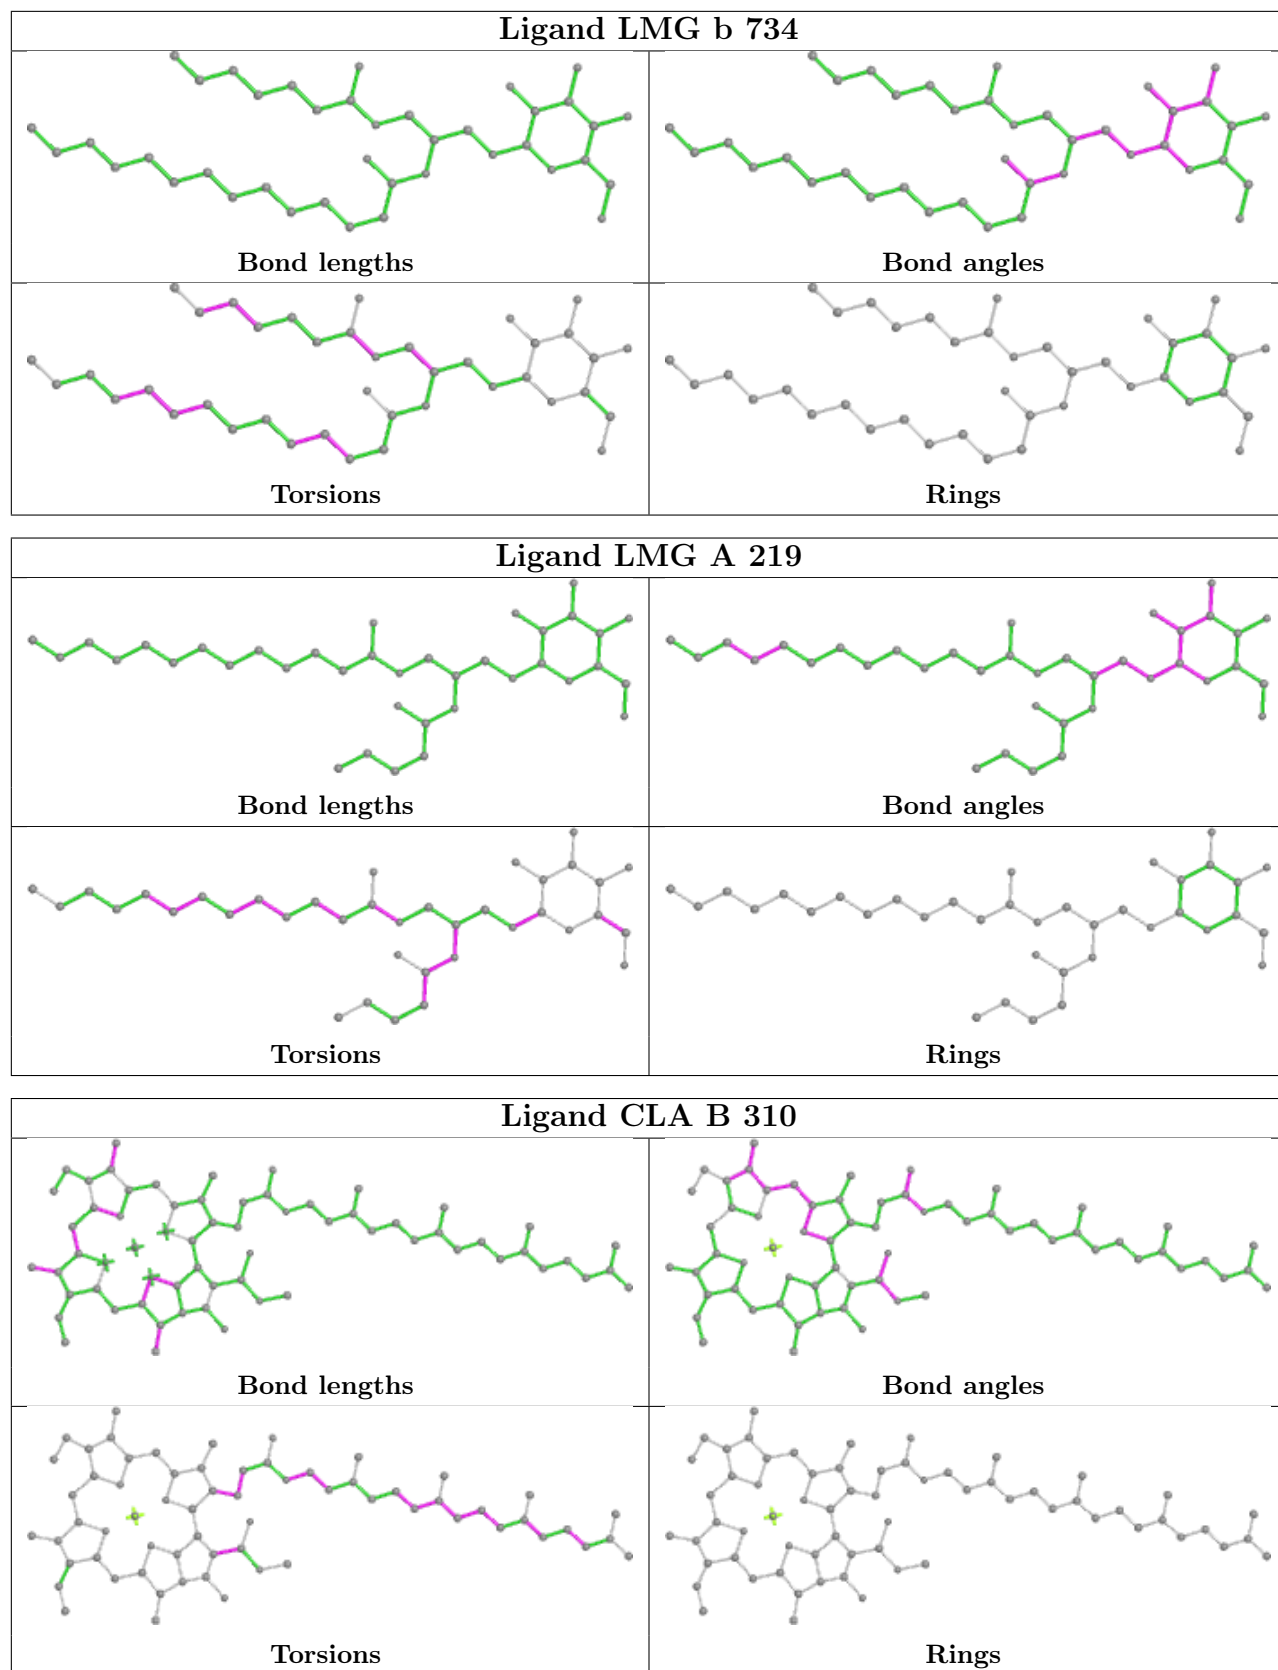 Ligand LMG b 734
Bond lengths
Bond angles
Torsions
Rings
Ligand LMG A 219
Bond lengths
Bond angles
Torsions
Rings
Ligand CLA B 310
Bond lengths
Bond angles
Torsions
Rings